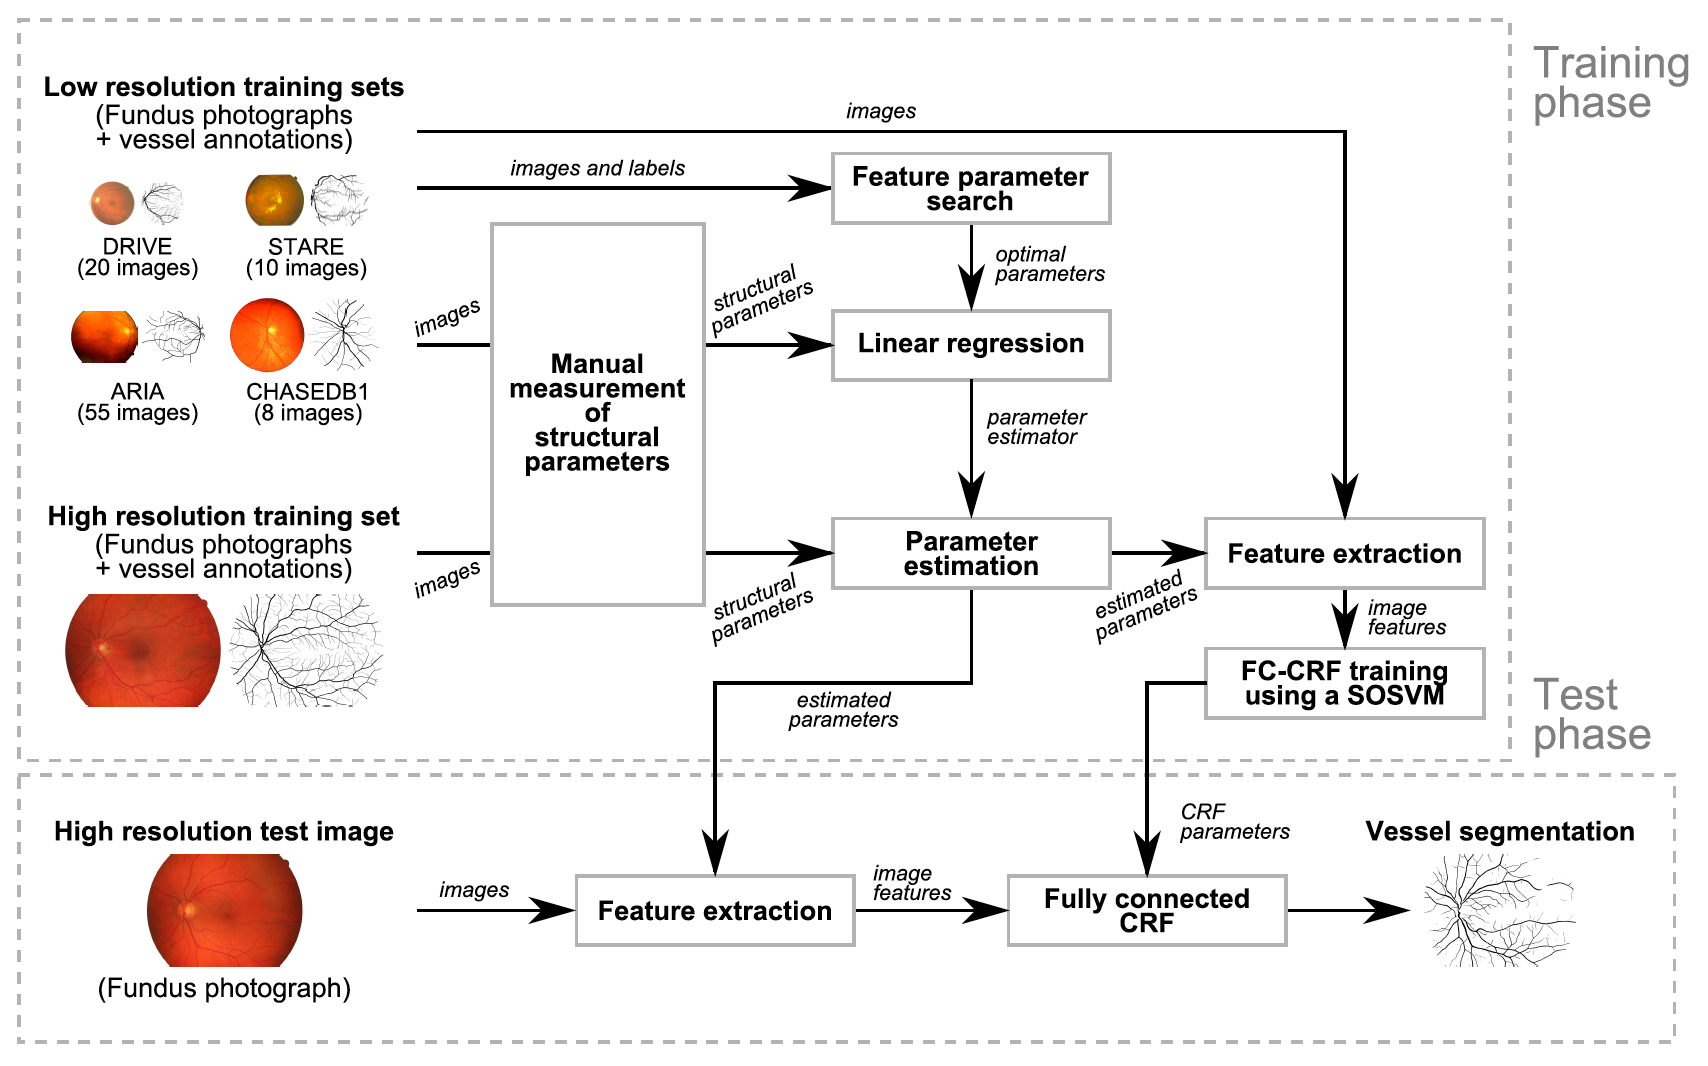 Training
phase
Low resolution training sets
(Fundus photographs
+ vessel annotations)
images
images and labels
Feature parameter
search
DRIVE
(20 images)
STARE
(10 images)
optimal
parameters
images
structural
parameters
Linear regression
ARIA
(55 images)
CHASEDB1
(8 images)
Manual
measurement
of
structural
parameters
parameter
estimator
High resolution training set
(Fundus photographs
+ vessel annotations)
images
structural
parameters
Parameter
estimation
estimated
parameters
Feature extraction
image
features
FC-CRF training
using a SOSVM
estimated
parameters
Test
phase
High resolution test image
(Fundus photograph)
images
Feature extraction
image
features
CRF
parameters
Fully connected
CRF
Vessel segmentation